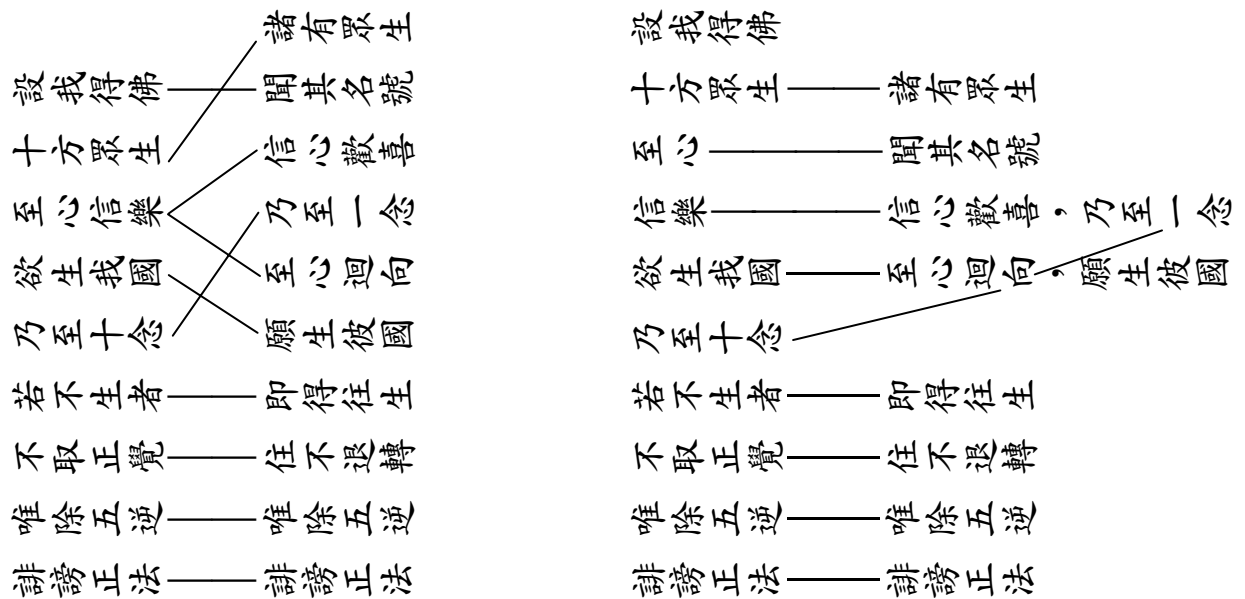 設我得佛
十方眾生
至心信樂
欲生我國
乃至十念
若不生者
不取正覺
唯除五逆
誹謗正法
諸有眾生
聞其名號
信心歡喜
乃至一念
至心迴向
願生彼國
即得往生
住不退轉
唯除五逆
誹謗正法
設我得佛
十方眾生
至心
信樂
欲生我國
乃至十念
若不生者
不取正覺
唯除五逆
誹謗正法
諸有眾生
聞其名號
信心歡喜，乃至一念
至心迴向，願生彼國
即得往生
住不退轉
唯除五逆
誹謗正法